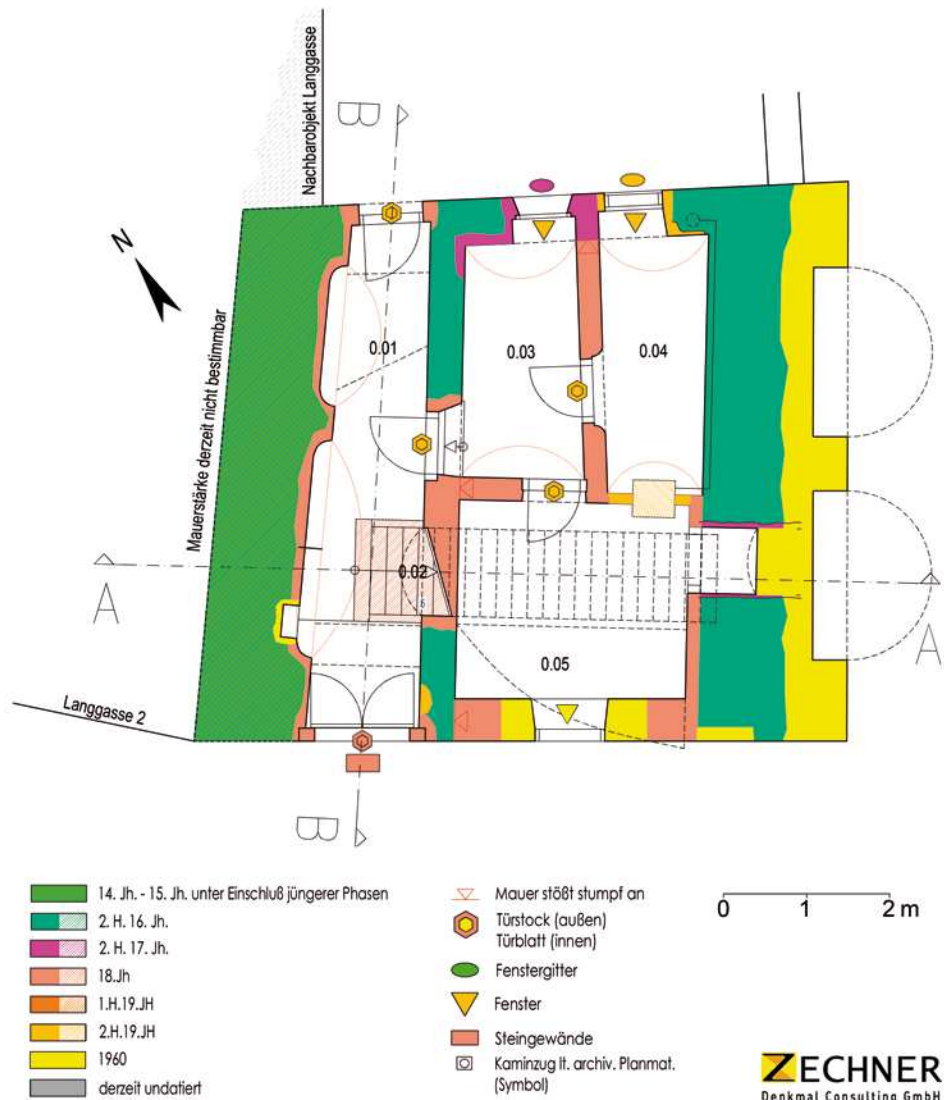 Nachbarobjekt Langgasse
B
N
0.01
0.03
0.04
Mauerstärke derzeit nicht bestimmbar
A
0.02
6
A
0.05
Langgasse 2
B
14. Jh. - 15. Jh. unter Einschluß jüngerer Phasen
2. H. 16. Jh.
2. H. 17. Jh.
18.Jh
1.H.19.JH
2.H.19.JH
1960
derzeit undatiert
Mauer stößt stumpf an
Türstock (außen)
Türblatt (innen)
Fenstergitter
Fenster
Steingewände
Kaminzug lt. archiv. Planmat.
(Symbol)
0 1 2 m
ZECHNER
Denkmal Consulting GmbH